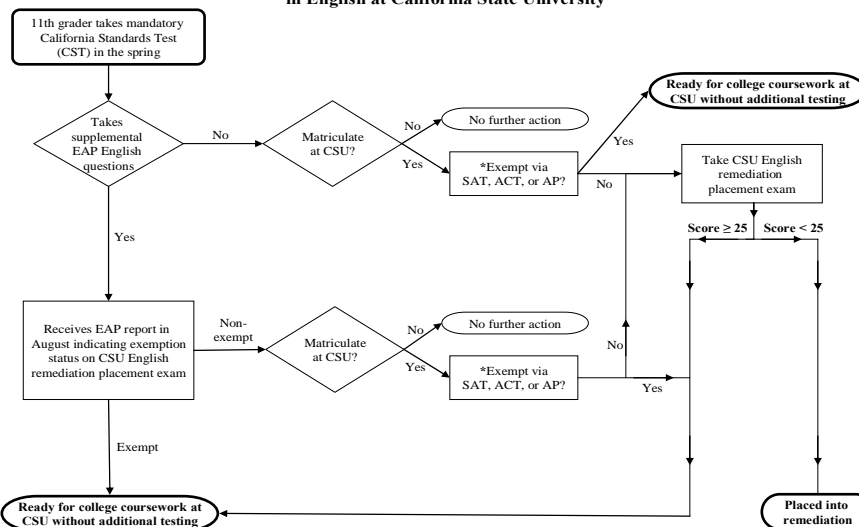 in English at California State University
11th grader takes mandatory
California Standards Test
(CST) in the spring
Ready for college coursework at
CSU without additional testing
Takes
supplemental
EAP English
questions
No
Matriculate
at CSU?
No
No further action
Yes
*Exempt via
SAT, ACT, or AP?
Yes
No
Take CSU English
remediation
placement exam
Score ≥ 25
Score < 25
Yes
Receives EAP report in
August indicating exemption
status on CSU English
remediation placement exam
Non-
exempt
Matriculate
at CSU?
No
No further action
Yes
*Exempt via
SAT, ACT, or AP?
No
Yes
Exempt
Ready for college coursework at
CSU without additional testing
Placed into
remediation